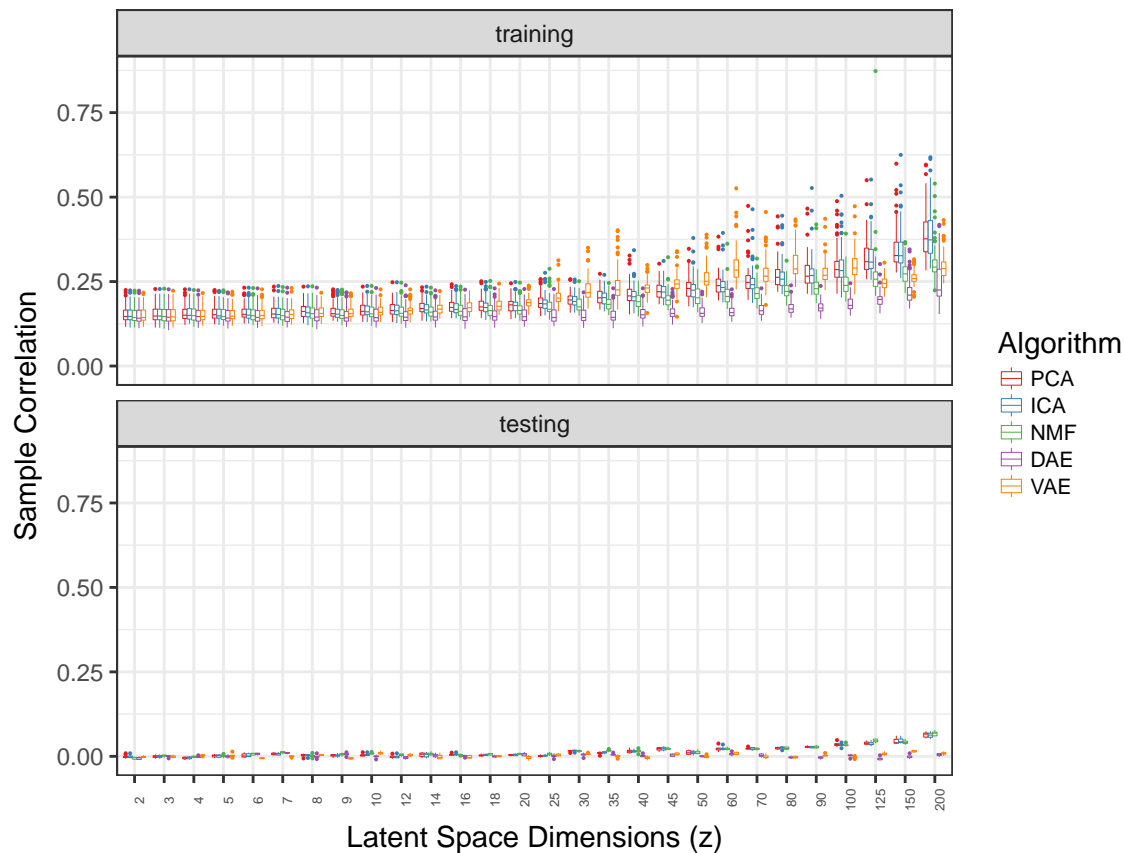 training
0.75
0.50
0.25
0.00
testing
0.75
0.50
0.25
0.00
Sample Correlation
2 3 4 5 6 7 8 9 10 12 14 16 18 20 25 30 35 40 45 50 60 70 80 90 100 125 150 200
Latent Space Dimensions (z)
Algorithm
PCA
ICA
NMF
DAE
VAE